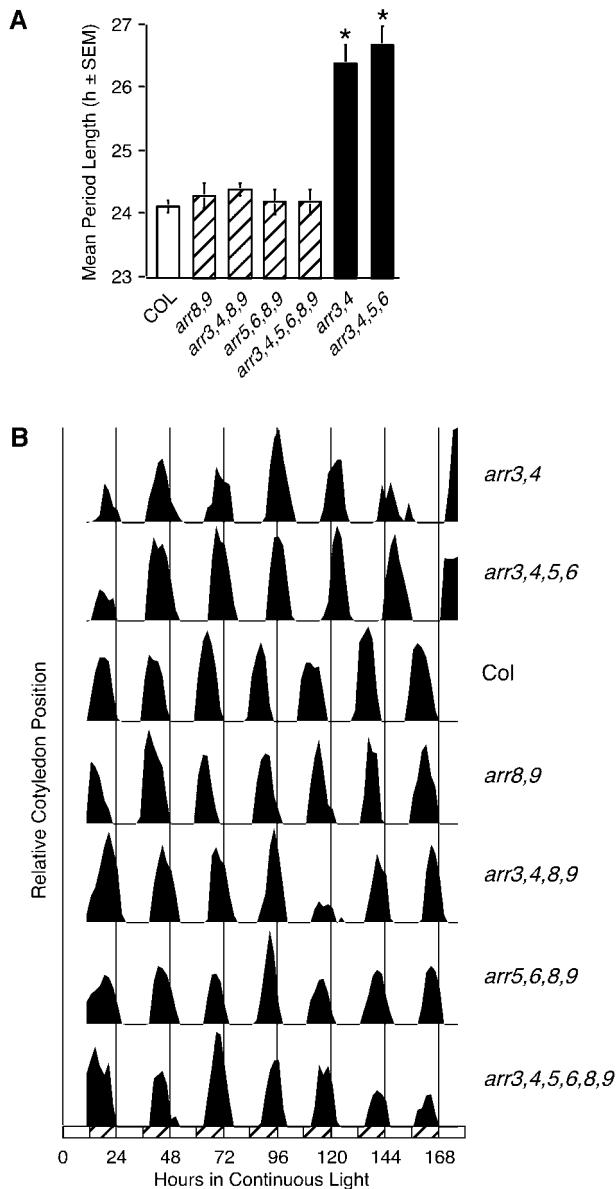 A
Mean Period Length (h ± SEM)
27
26
25
24
23
* *
COL
arr8,9
arr3,4,8,9
arr5,6,8,9
arr3,4,5,6,8,9
arr3,4
arr3,4,5,6
B
Relative Cotyledon Position
arr3,4
arr3,4,5,6
Col
arr8,9
arr3,4,8,9
arr5,6,8,9
arr3,4,5,6,8,9
0 24 48 72 96 120 144 168
Hours in Continuous Light